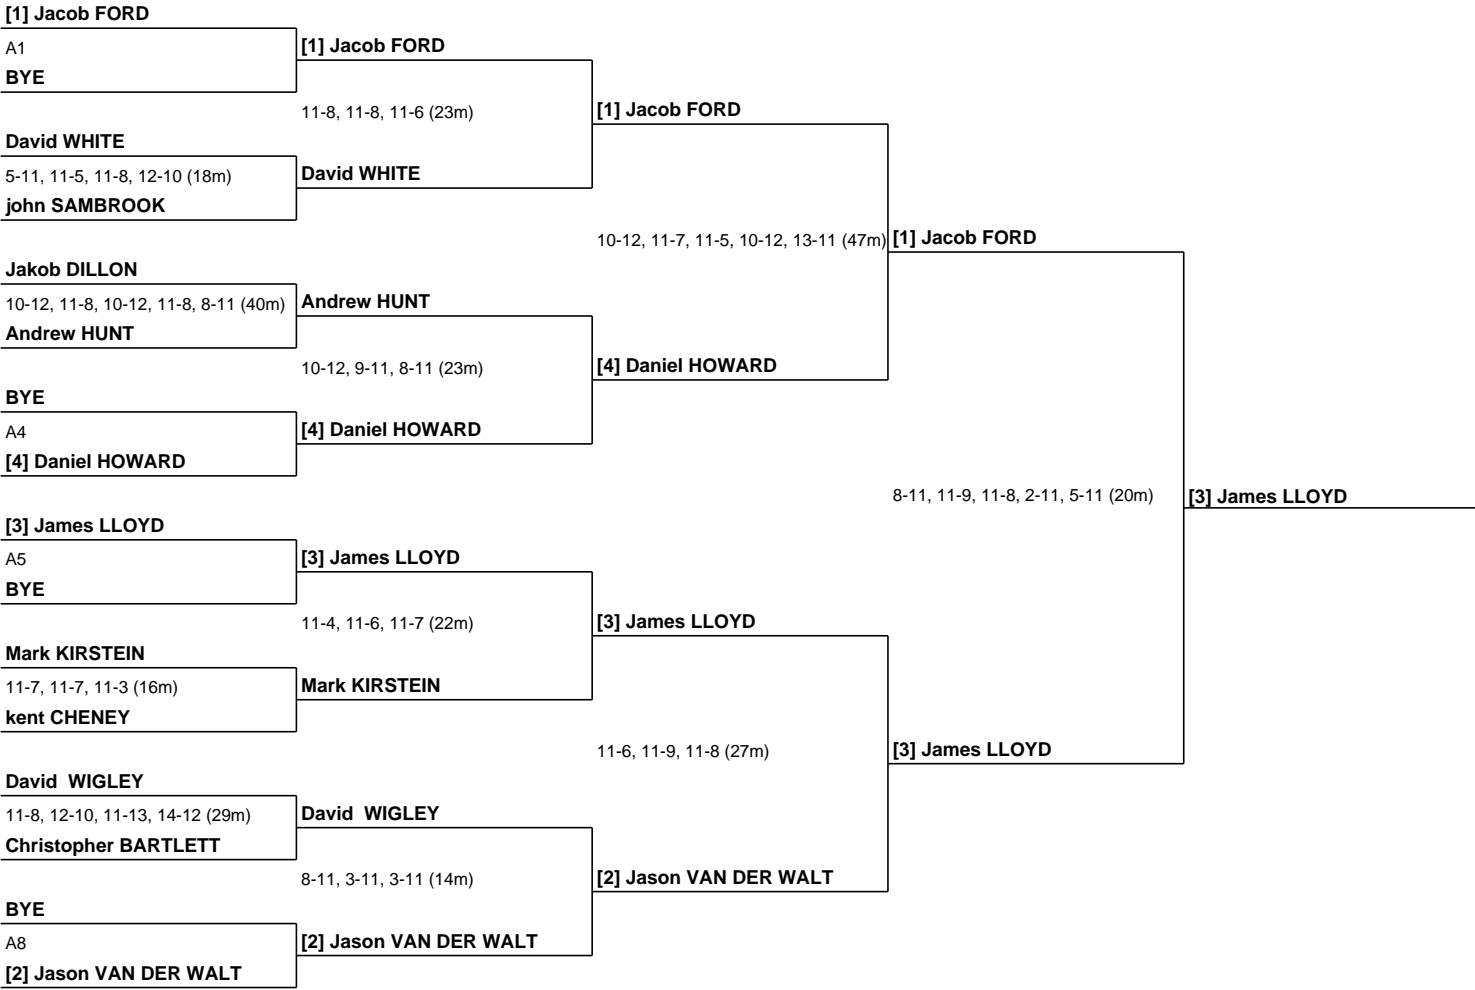 [1] Jacob FORD
A1
BYE
[1] Jacob FORD
11-8, 11-8, 11-6 (23m)
David WHITE
5-11, 11-5, 11-8, 12-10 (18m)
john SAMBROOK
David WHITE
[1] Jacob FORD
10-12, 11-7, 11-5, 10-12, 13-11 (47m)
Jakob DILLON
10-12, 11-8, 10-12, 11-8, 8-11 (40m)
Andrew HUNT
Andrew HUNT
10-12, 9-11, 8-11 (23m)
BYE
A4
[4] Daniel HOWARD
[4] Daniel HOWARD
[4] Daniel HOWARD
[1] Jacob FORD
8-11, 11-9, 11-8, 2-11, 5-11 (20m)
[3] James LLOYD
[3] James LLOYD
A5
BYE
[3] James LLOYD
11-4, 11-6, 11-7 (22m)
Mark KIRSTEIN
11-7, 11-7, 11-3 (16m)
kent CHENEY
Mark KIRSTEIN
[3] James LLOYD
11-6, 11-9, 11-8 (27m)
[3] James LLOYD
David  WIGLEY
11-8, 12-10, 11-13, 14-12 (29m)
Christopher BARTLETT
David  WIGLEY
8-11, 3-11, 3-11 (14m)
BYE
A8
[2] Jason VAN DER WALT
[2] Jason VAN DER WALT
[2] Jason VAN DER WALT